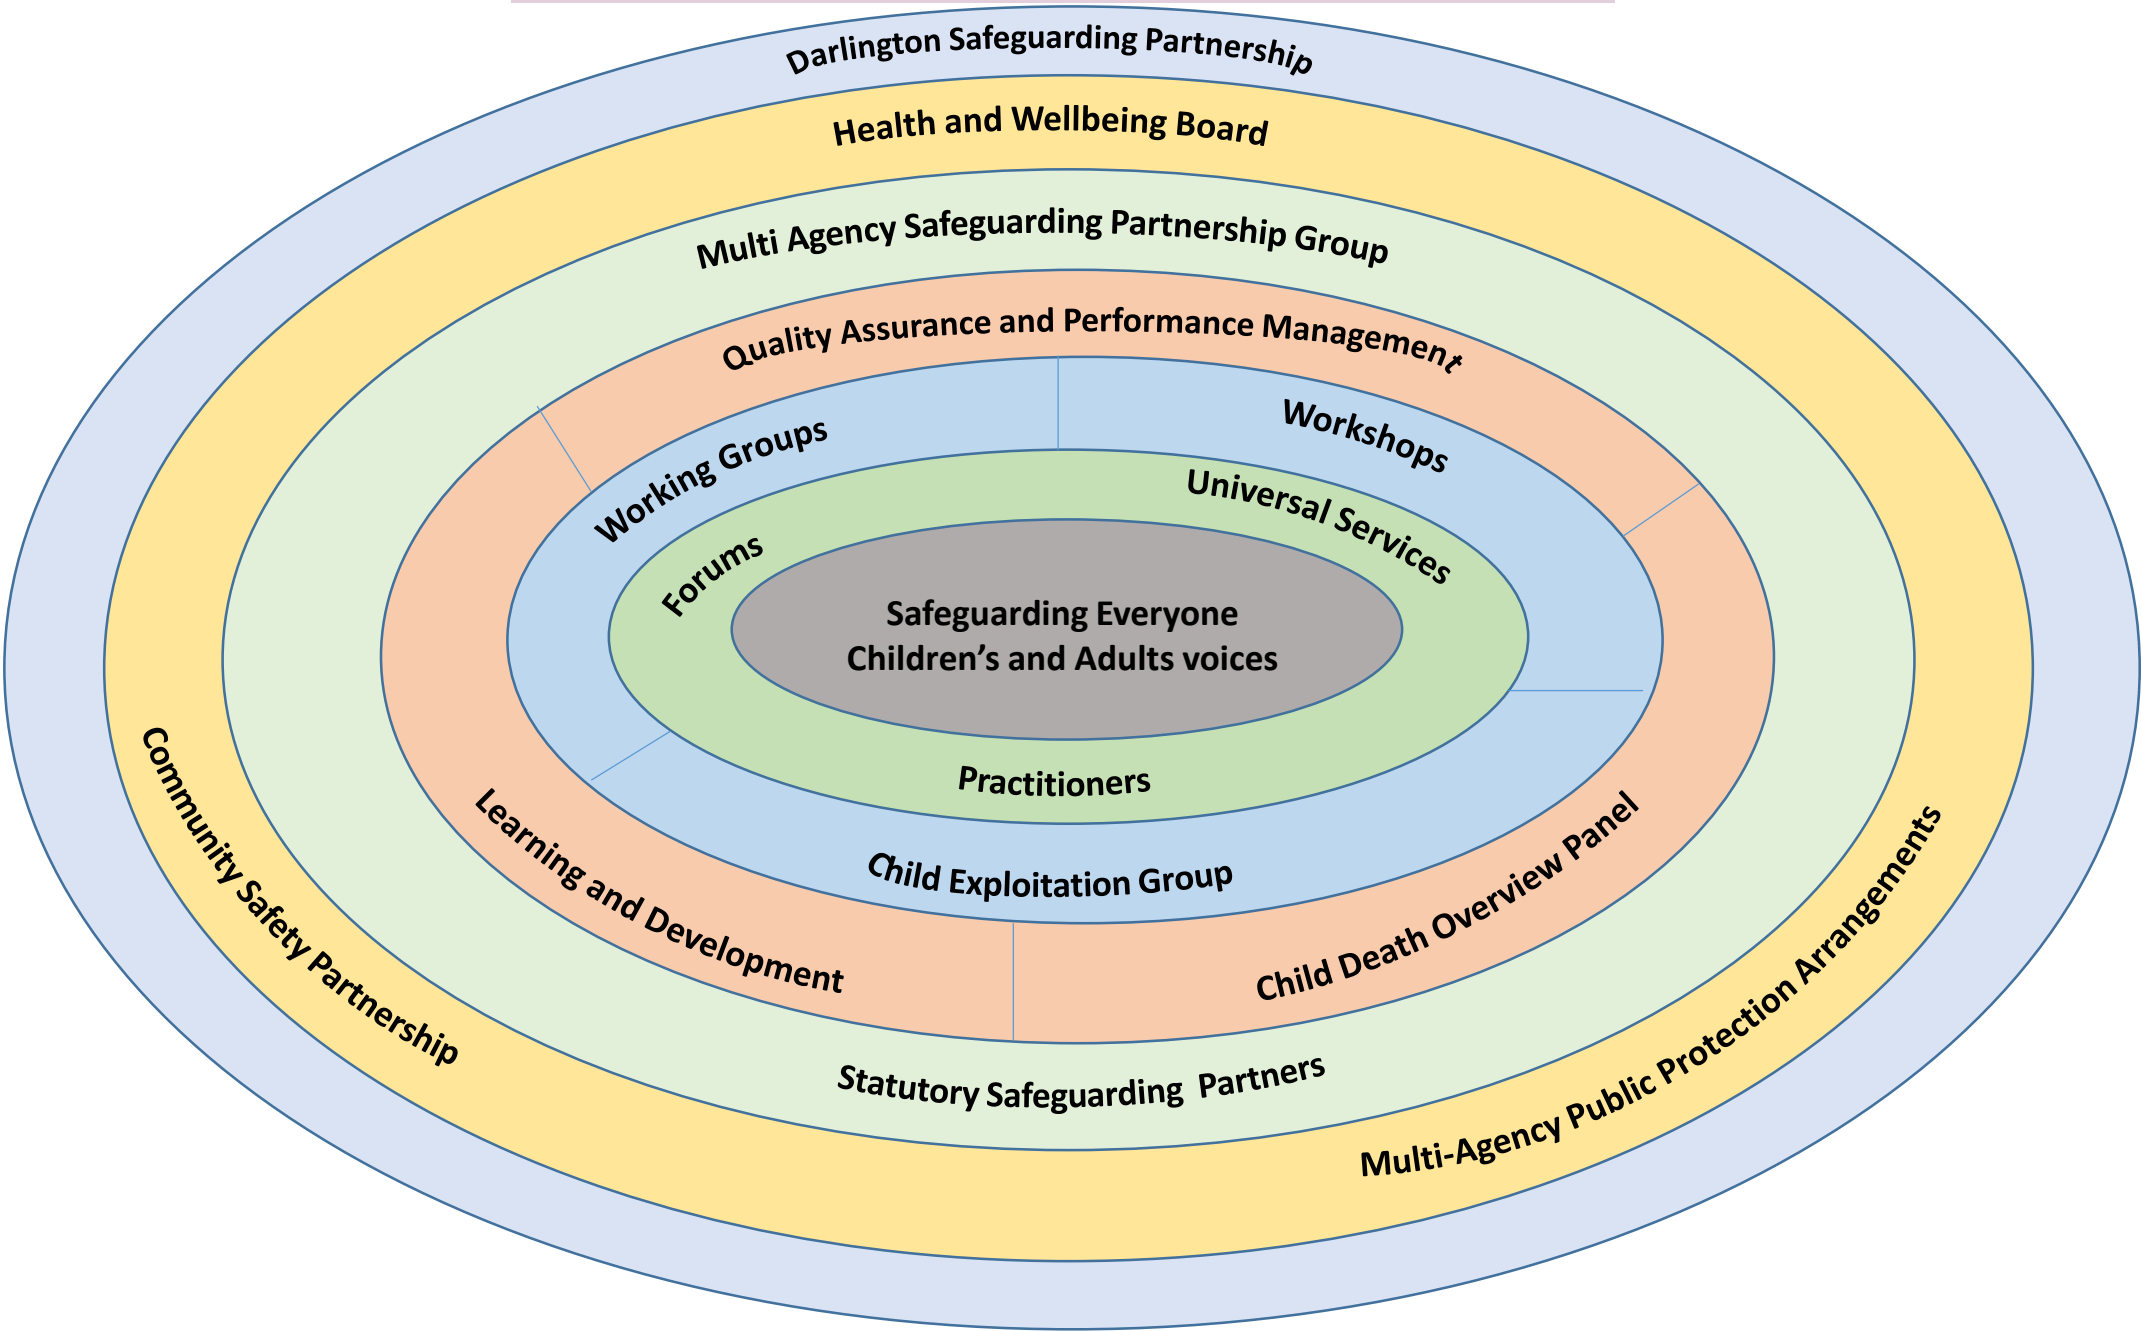 Darlington Safeguarding Partnership
Health and Wellbeing Board
Multi Agency Safeguarding Partnership Group
Quality Assurance and Performance Management
Working Groups
Workshops
Universal Services
Forums
Safeguarding Everyone
Children’s and Adults voices
Practitioners
Child Exploitation Group
Learning and Development
Child Death Overview Panel
Community Safety Partnership
Statutory Safeguarding Partners
Multi-Agency Public Protection Arrangements